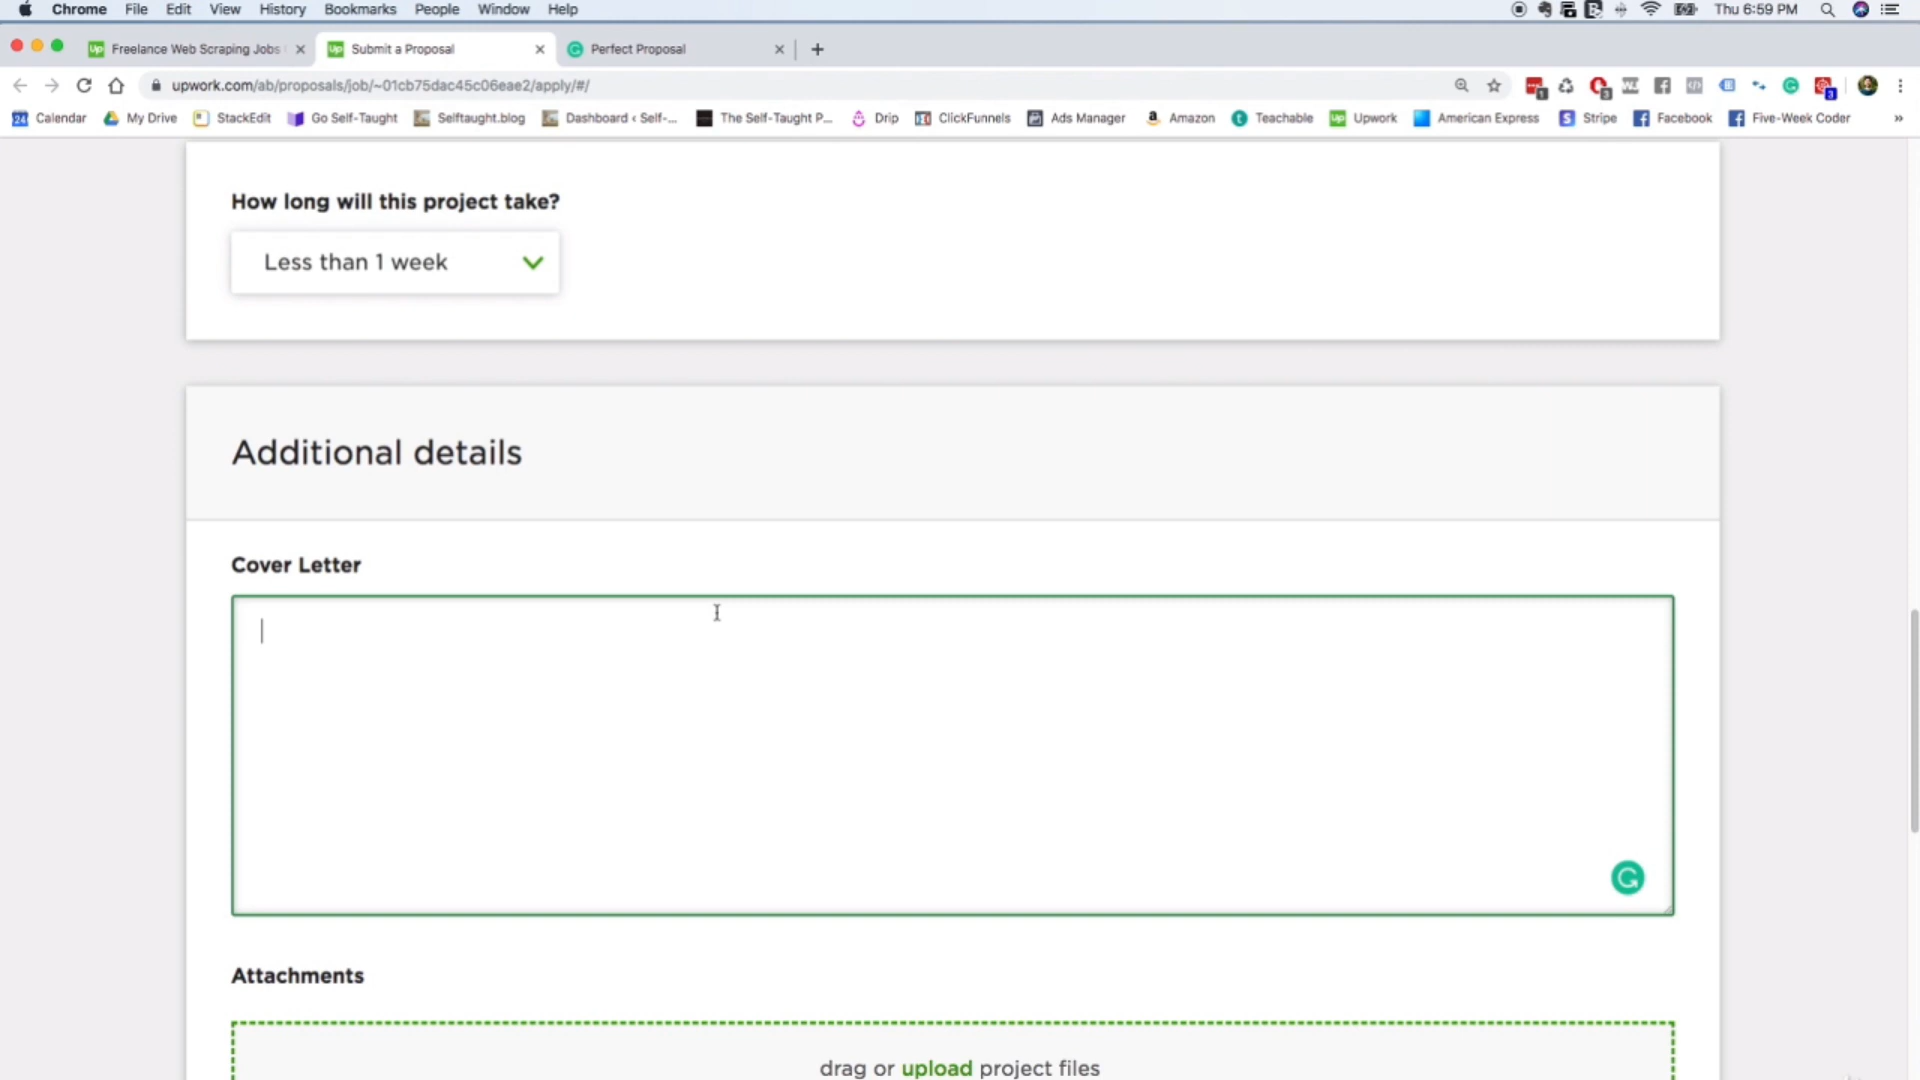 Chrome File Edit View History Bookmarks People Window Help Thu 6:59 PM
Freelance Web Scraping Jobs Submit a Proposal Perfect Proposal
upwork.com/ab/proposals/job/~01cb75dac45c06eae2/apply/#/
Calendar My Drive StackEdit Go Self-Taught Selftaught.blog Dashboard ‹ Self-... The Self-Taught P... Drip ClickFunnels Ads Manager Amazon Teachable Upwork American Express Stripe Facebook Five-Week Coder »
How long will this project take?
Less than 1 week
Additional details
Cover Letter
Attachments
drag or upload project files